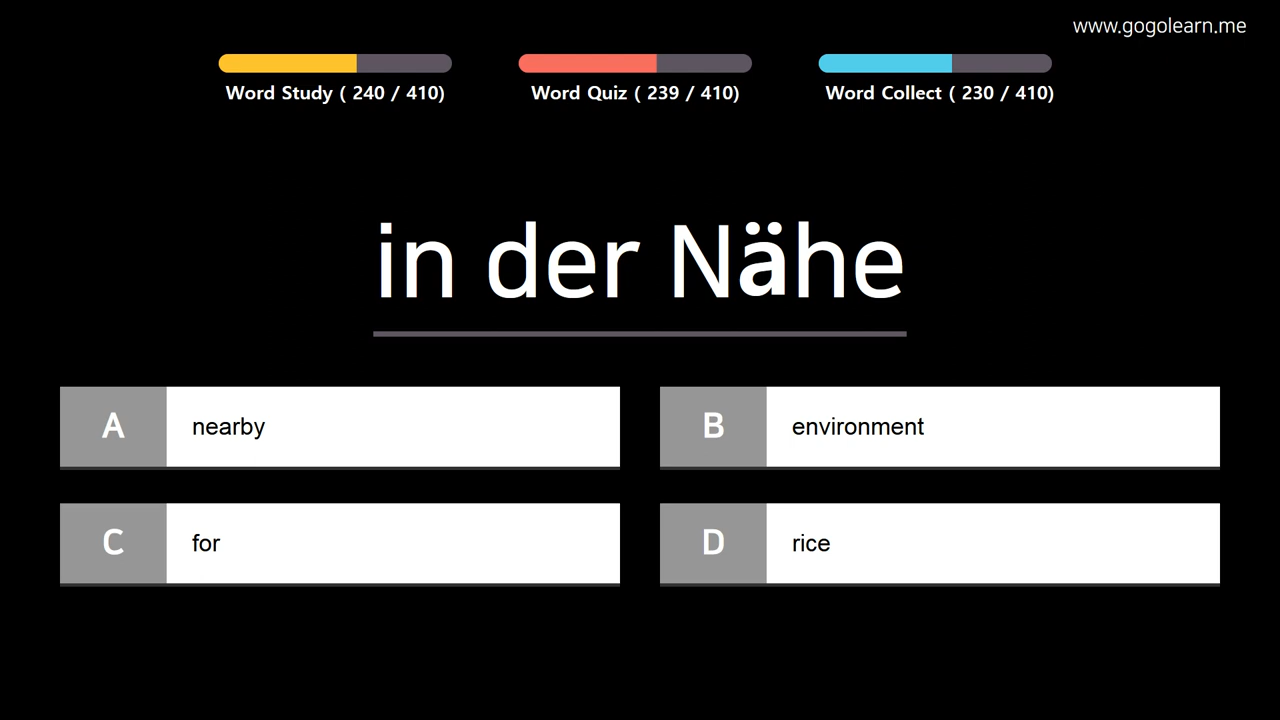 www.gogolearn.me
Word Study ( 240 / 410)
Word Quiz ( 239 / 410)
Word Collect ( 230 / 410)
in der Nähe
A nearby
B environment
C for
D rice